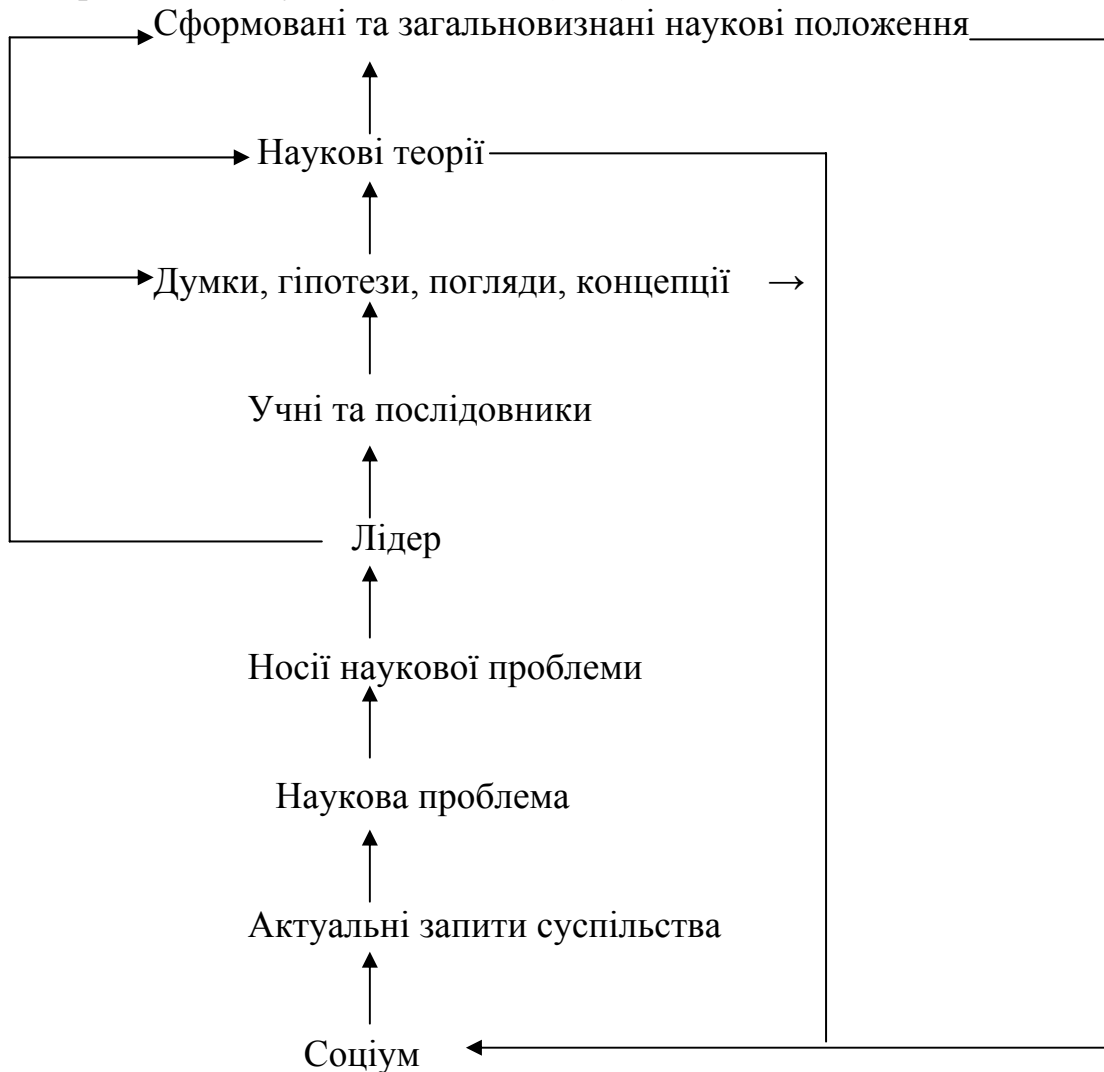 Сформовані та загальновизнані наукові положення
Наукові теорії
Думки, гіпотези, погляди, концепції →
Учні та послідовники
Лідер
Носії наукової проблеми
Наукова проблема
Актуальні запити суспільства
Соціум